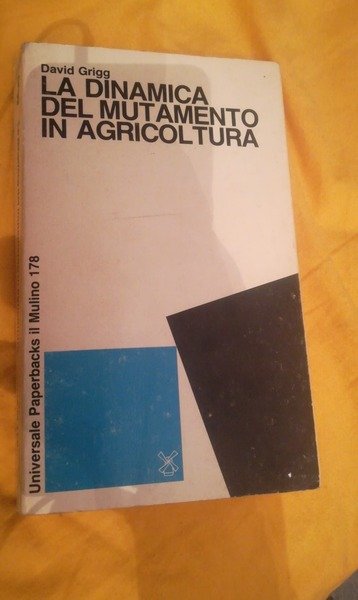 David Grigg
LA DINAMICA
DEL MUTAMENTO
IN AGRICOLTURA
Universale Paperbacks il Mulino 178